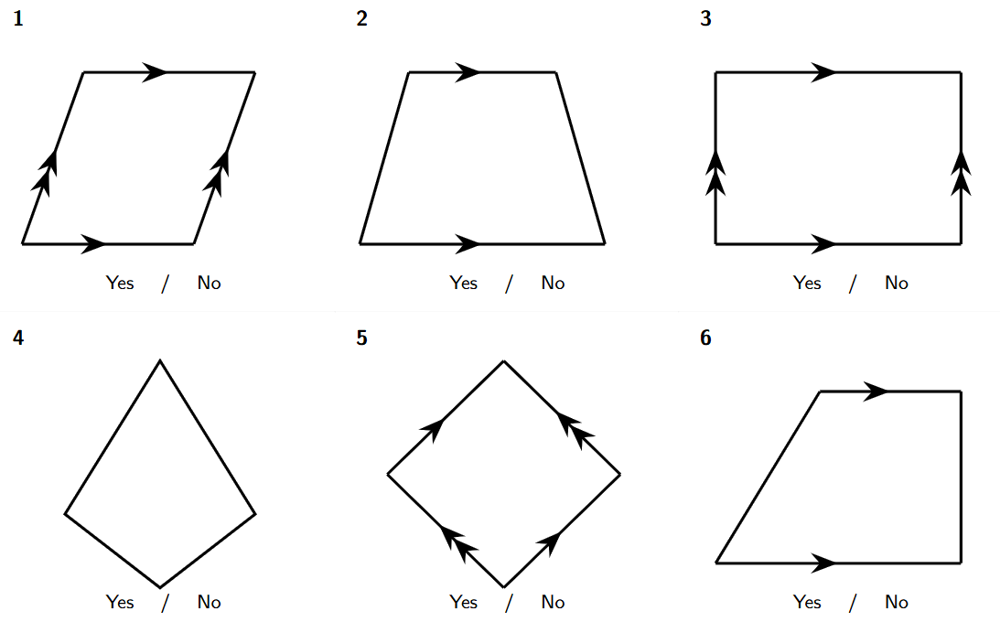 1 2 3
Yes / No Yes / No Yes / No
4 5 6
Yes / No Yes / No Yes / No